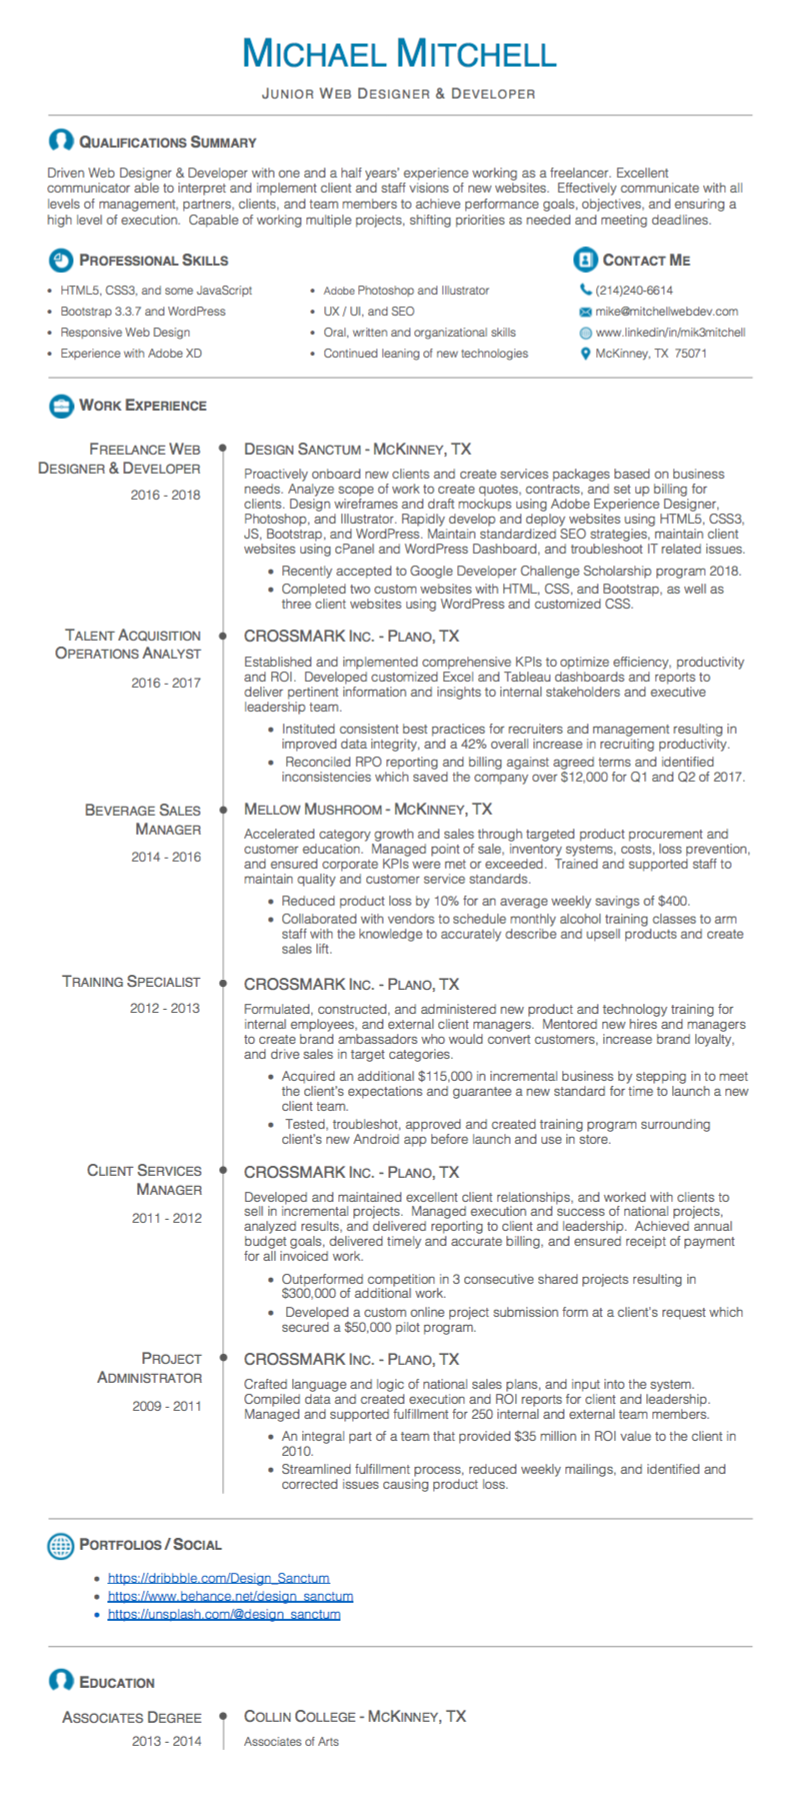 Michael Mitchell
Junior Web Designer & Developer
Qualifications Summary
Driven Web Designer & Developer with one and a half years' experience working as a freelancer. Excellent
communicator able to interpret and implement client and staff visions of new websites. Effectively communicate with all
levels of management, partners, clients, and team members to achieve performance goals, objectives, and ensuring a
high level of execution. Capable of working multiple projects, shifting priorities as needed and meeting deadlines.
Professional Skills
• HTML5, CSS3, and some JavaScript
• Bootstrap 3.3.7 and WordPress
• Responsive Web Design
• Experience with Adobe XD
• Adobe Photoshop and Illustrator
• UX / UI, and SEO
• Oral, written and organizational skills
• Continued leaning of new technologies
Contact Me
(214)240-6614
mike@mitchellwebdev.com
www.linkedin/in/mik3mitchell
McKinney, TX 75071
Work Experience
Freelance Web
Designer & Developer
2016 - 2018
Design Sanctum - McKinney, TX
Proactively onboard new clients and create services packages based on business
needs. Analyze scope of work to create quotes, contracts, and set up billing for
clients. Design wireframes and draft mockups using Adobe Experience Designer,
Photoshop, and Illustrator. Rapidly develop and deploy websites using HTML5, CSS3,
JS, Bootstrap, and WordPress. Maintain standardized SEO strategies, maintain client
websites using cPanel and WordPress Dashboard, and troubleshoot IT related issues.
• Recently accepted to Google Developer Challenge Scholarship program 2018.
• Completed two custom websites with HTML, CSS, and Bootstrap, as well as
three client websites using WordPress and customized CSS.
Talent Acquisition
Operations Analyst
2016 - 2017
CROSSMARK Inc. - Plano, TX
Established and implemented comprehensive KPIs to optimize efficiency, productivity
and ROI. Developed customized Excel and Tableau dashboards and reports to
deliver pertinent information and insights to internal stakeholders and executive
leadership team.
• Instituted consistent best practices for recruiters and management resulting in
improved data integrity, and a 42% overall increase in recruiting productivity.
• Reconciled RPO reporting and billing against agreed terms and identified
inconsistencies which saved the company over $12,000 for Q1 and Q2 of 2017.
Beverage Sales
Manager
2014 - 2016
Mellow Mushroom - McKinney, TX
Accelerated category growth and sales through targeted product procurement and
customer education. Managed point of sale, inventory systems, costs, loss prevention,
and ensured corporate KPIs were met or exceeded. Trained and supported staff to
maintain quality and customer service standards.
• Reduced product loss by 10% for an average weekly savings of $400.
• Collaborated with vendors to schedule monthly alcohol training classes to arm
staff with the knowledge to accurately describe and upsell products and create
sales lift.
Training Specialist
2012 - 2013
CROSSMARK Inc. - Plano, TX
Formulated, constructed, and administered new product and technology training for
internal employees, and external client managers. Mentored new hires and managers
to create brand ambassadors who would convert customers, increase brand loyalty,
and drive sales in target categories.
• Acquired an additional $115,000 in incremental business by stepping in to meet
the client's expectations and guarantee a new standard for time to launch a new
client team.
• Tested, troubleshot, approved and created training program surrounding
client's new Android app before launch and use in store.
Client Services
Manager
2011 - 2012
CROSSMARK Inc. - Plano, TX
Developed and maintained excellent client relationships, and worked with clients to
sell in incremental projects. Managed execution and success of national projects,
analyzed results, and delivered reporting to client and leadership. Achieved annual
budget goals, delivered timely and accurate billing, and ensured receipt of payment
for all invoiced work.
• Outperformed competition in 3 consecutive shared projects resulting in
$300,000 of additional work.
• Developed a custom online project submission form at a client's request which
secured a $50,000 pilot program.
Project
Administrator
2009 - 2011
CROSSMARK Inc. - Plano, TX
Crafted language and logic of national sales plans, and input into the system.
Compiled data and created execution and ROI reports for client and leadership.
Managed and supported fulfillment for 250 internal and external team members.
• An integral part of a team that provided $35 million in ROI value to the client in
2010.
• Streamlined fulfillment process, reduced weekly mailings, and identified and
corrected issues causing product loss.
Portfolios / Social
• https://dribbble.com/Design_Sanctum
• https://www.behance.net/design_sanctum
• https://unsplash.com/@design_sanctum
Education
Associates Degree
2013 - 2014
Collin College - McKinney, TX
Associates of Arts